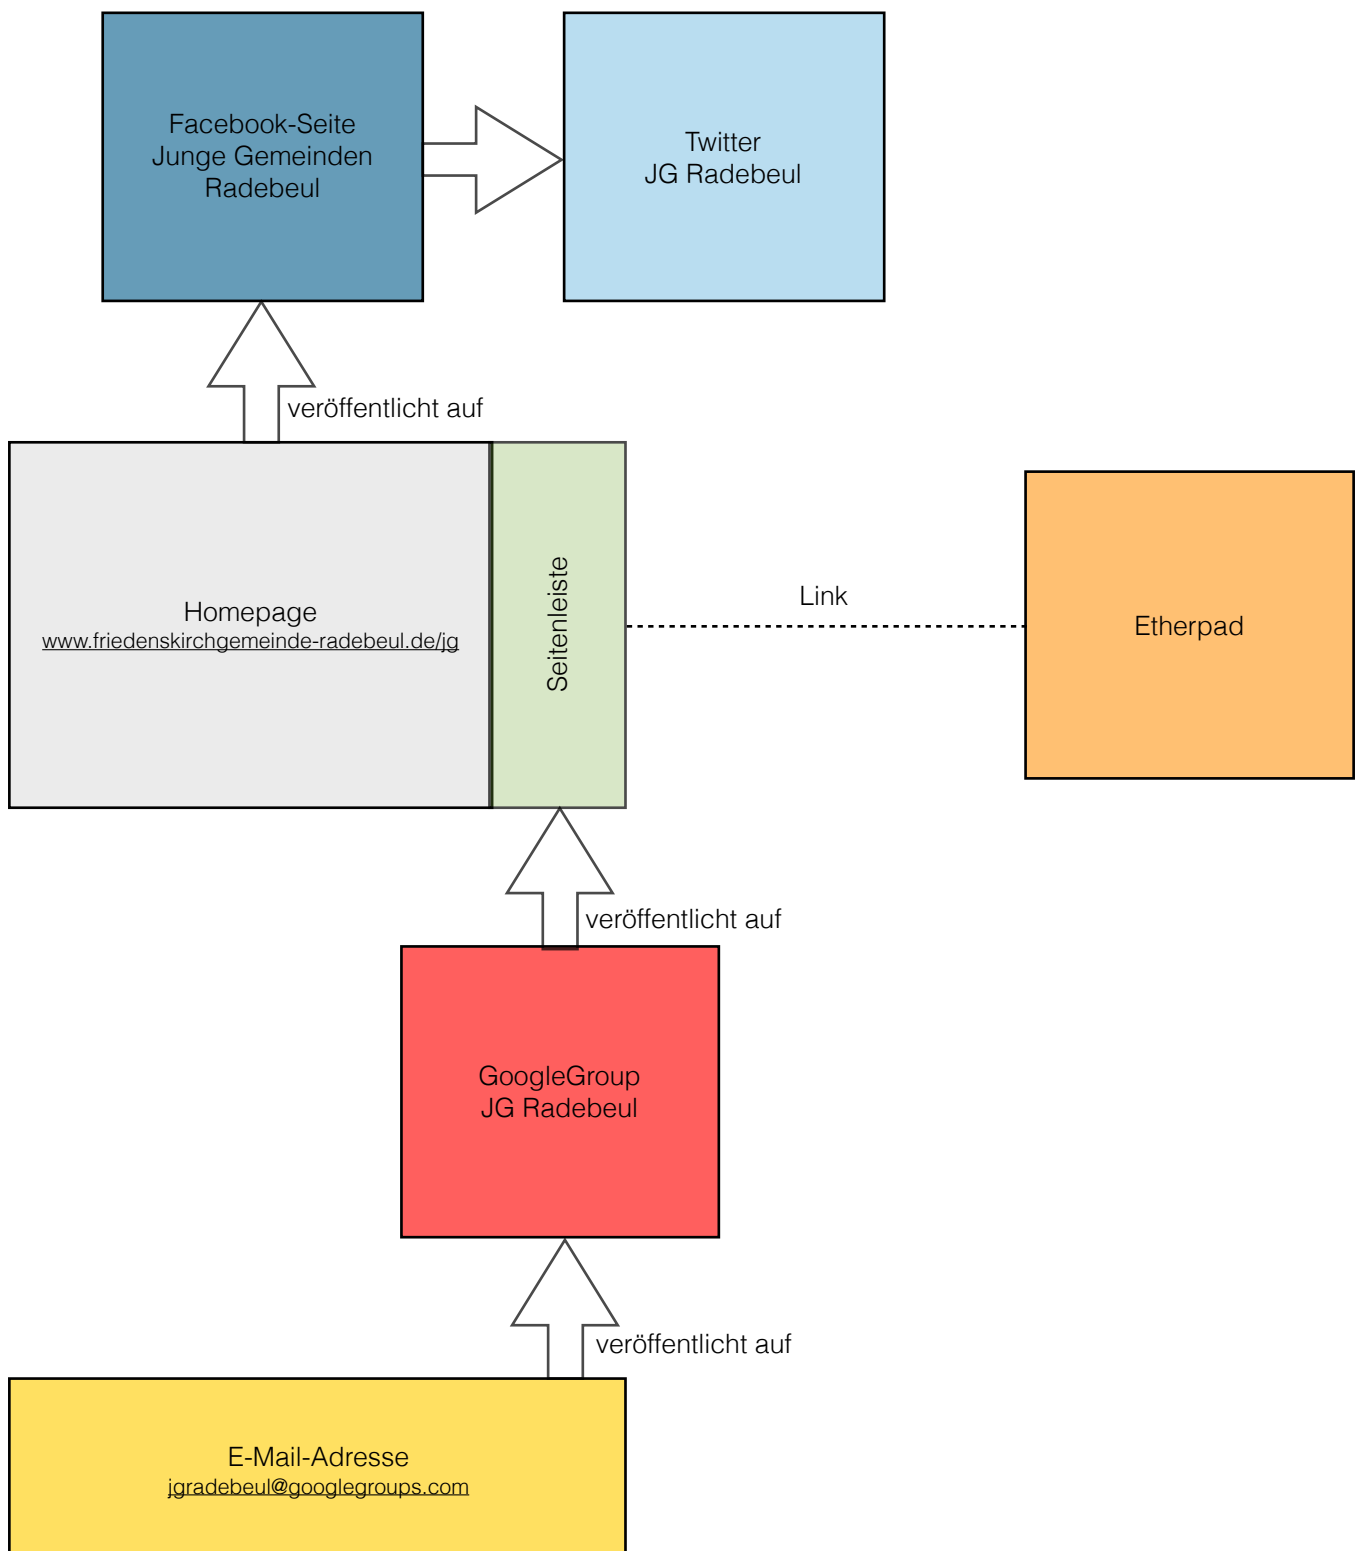 Facebook-Seite
Junge Gemeinden
Radebeul
Twitter
JG Radebeul
veröffentlicht auf
Homepage
www.friedenskirchgemeinde-radebeul.de/jg
Seitenleiste
Link
Etherpad
veröffentlicht auf
GoogleGroup
JG Radebeul
veröffentlicht auf
E-Mail-Adresse
jgradebeul@googlegroups.com